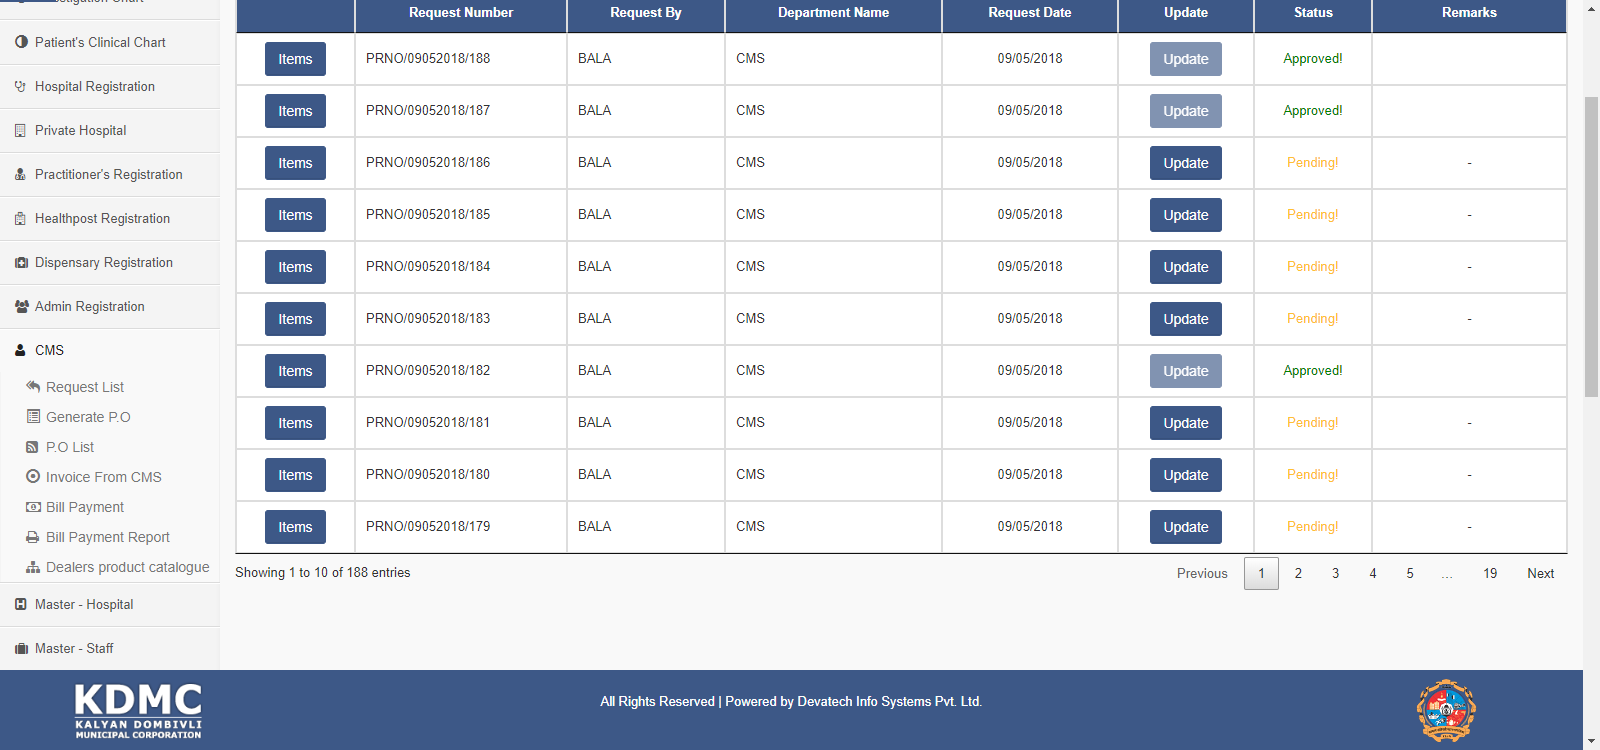 Patient's Clinical Chart
Hospital Registration
Private Hospital
Practitioner's Registration
Healthpost Registration
Dispensary Registration
Admin Registration
CMS
Request List
Generate P.O
P.O List
Invoice From CMS
Bill Payment
Bill Payment Report
Dealers product catalogue
Master - Hospital
Master - Staff
Request Number Request By Department Name Request Date Update Status Remarks
Items PRNO/09052018/188 BALA CMS 09/05/2018 Update Approved!
Items PRNO/09052018/187 BALA CMS 09/05/2018 Update Approved!
Items PRNO/09052018/186 BALA CMS 09/05/2018 Update Pending! -
Items PRNO/09052018/185 BALA CMS 09/05/2018 Update Pending! -
Items PRNO/09052018/184 BALA CMS 09/05/2018 Update Pending! -
Items PRNO/09052018/183 BALA CMS 09/05/2018 Update Pending! -
Items PRNO/09052018/182 BALA CMS 09/05/2018 Update Approved!
Items PRNO/09052018/181 BALA CMS 09/05/2018 Update Pending! -
Items PRNO/09052018/180 BALA CMS 09/05/2018 Update Pending! -
Items PRNO/09052018/179 BALA CMS 09/05/2018 Update Pending! -
Showing 1 to 10 of 188 entries Previous 1 2 3 4 5 … 19 Next
KDMC
KALYAN DOMBIVLI
MUNICIPAL CORPORATION
All Rights Reserved | Powered by Devatech Info Systems Pvt. Ltd.